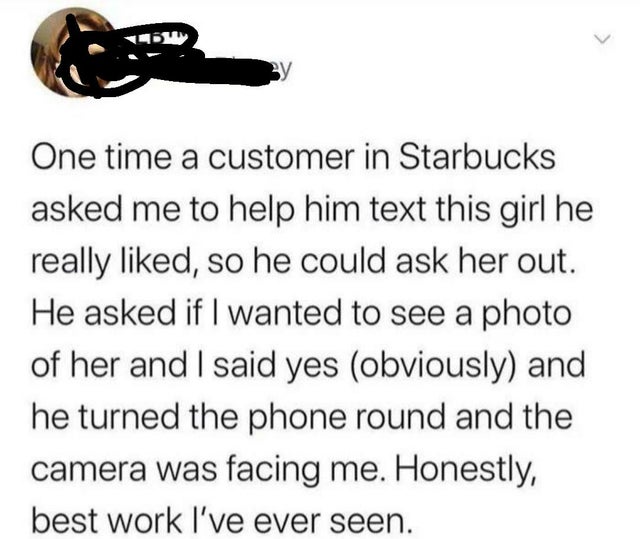 One time a customer in Starbucks
asked me to help him text this girl he
really liked, so he could ask her out.
He asked if I wanted to see a photo
of her and I said yes (obviously) and
he turned the phone round and the
camera was facing me. Honestly,
best work I've ever seen.